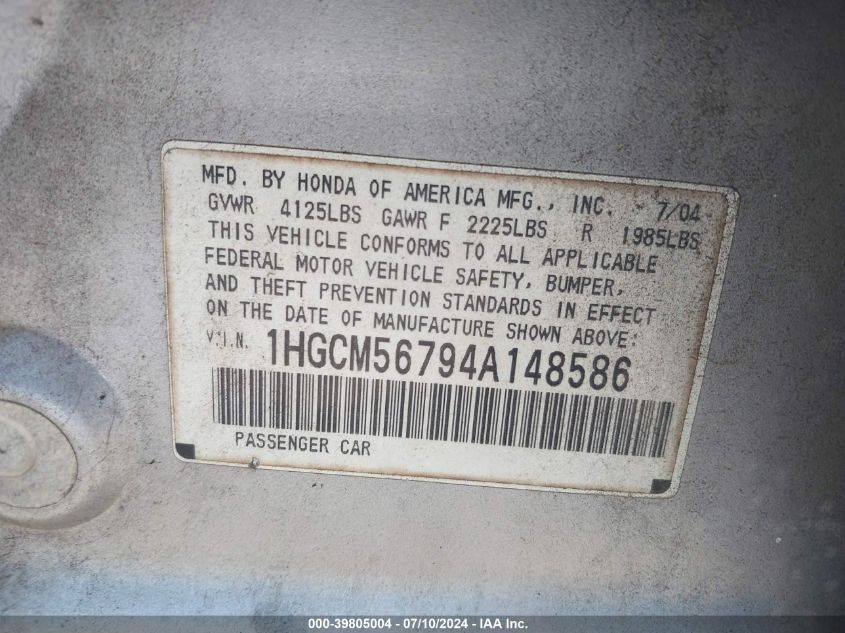 MFD. BY HONDA OF AMERICA MFG., INC. 7/04
GVWR 4125LBS GAWR F 2225LBS R 1985LBS
THIS VEHICLE CONFORMS TO ALL APPLICABLE
FEDERAL MOTOR VEHICLE SAFETY, BUMPER,
AND THEFT PREVENTION STANDARDS IN EFFECT
ON THE DATE OF MANUFACTURE SHOWN ABOVE:
V.I.N. 1HGCM56794A148586
PASSENGER CAR
000-39805004 - 07/10/2024 - IAA Inc.